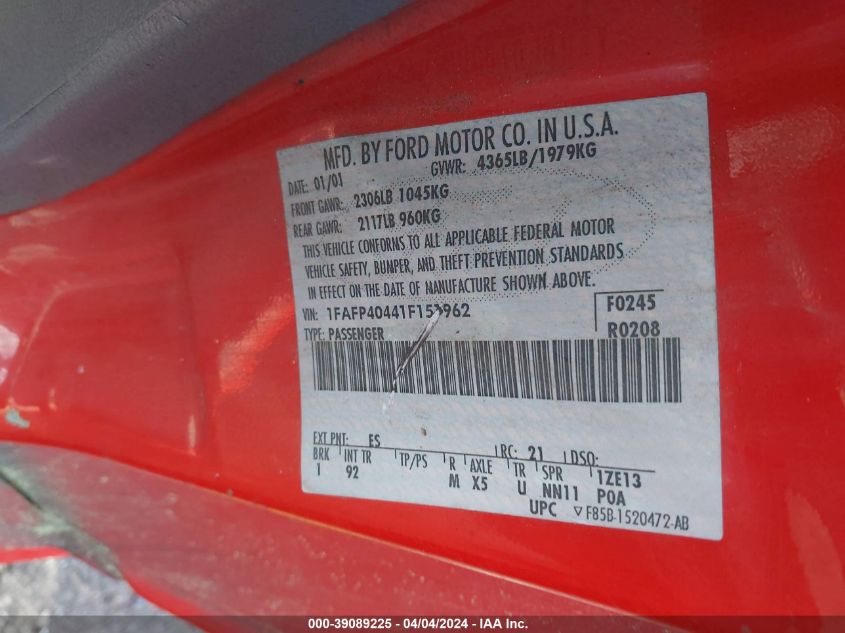 MFD. BY FORD MOTOR CO. IN U.S.A.
DATE: 01/01 GVWR: 4365LB/1979KG
FRONT GAWR: 2306LB 1045KG
REAR GAWR: 2117LB 960KG
THIS VEHICLE CONFORMS TO ALL APPLICABLE FEDERAL MOTOR
VEHICLE SAFETY, BUMPER, AND THEFT PREVENTION STANDARDS
IN EFFECT ON THE DATE OF MANUFACTURE SHOWN ABOVE.
VIN: F0245
TYPE: PASSENGER R0208
EXT PNT: ES RC: 21 DSO:
BRK INT TR TP/PS R AXLE TR SPR 1ZE13
1 92 M X5 U NN11 POA
UPC F85B-1520472-AB
000-39089225 - 04/04/2024 - IAA Inc.